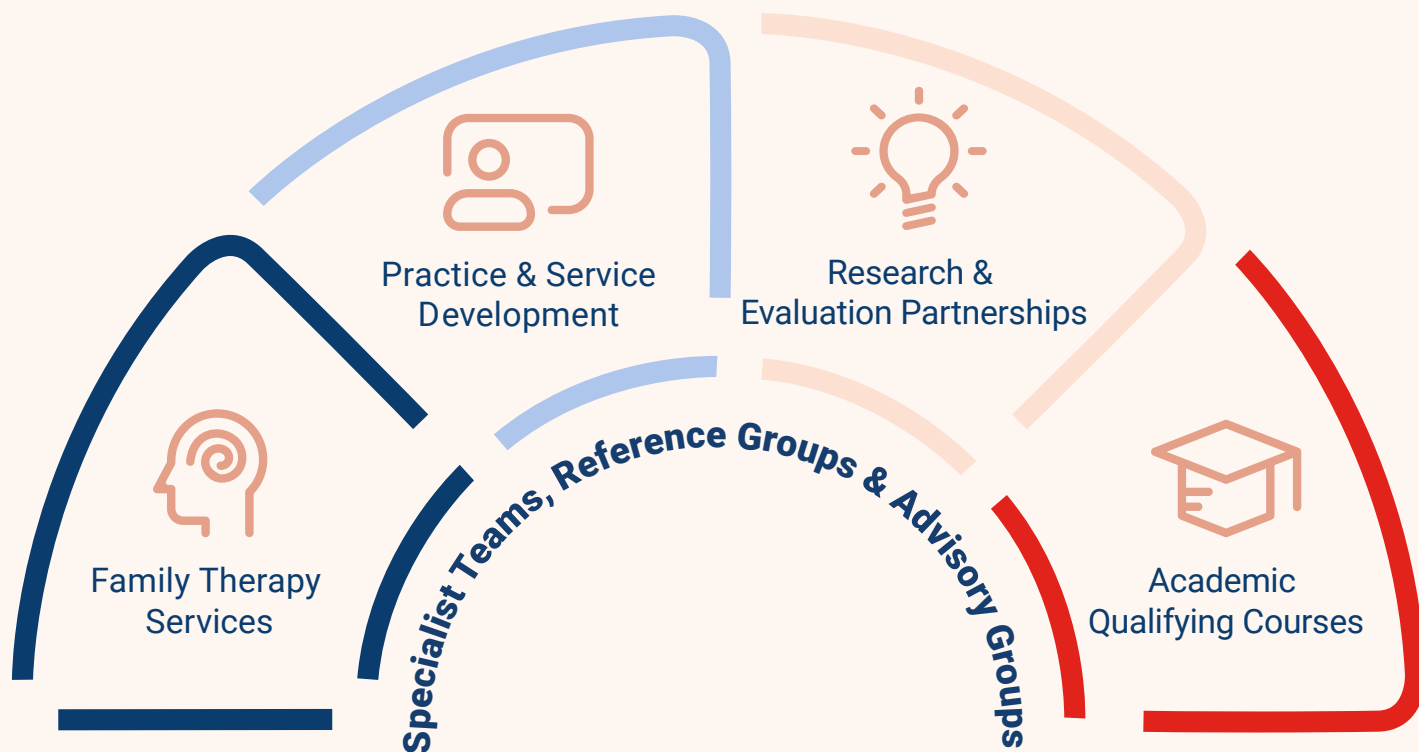 Practice & Service
Development
Research &
Evaluation Partnerships
Family Therapy
Services
Academic
Qualifying Courses
Specialist Teams, Reference Groups & Advisory Groups